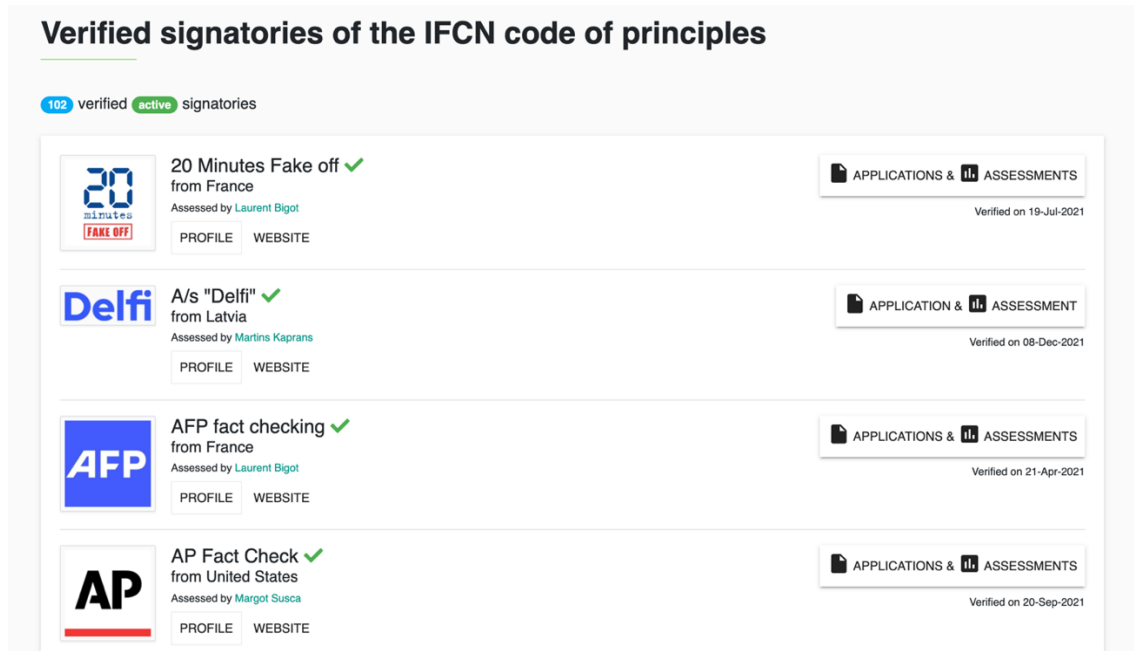 Verified signatories of the IFCN code of principles
102 verified active signatories
20 minutes FAKE OFF
20 Minutes Fake off
from France
Assessed by Laurent Bigot
PROFILE WEBSITE
APPLICATIONS & ASSESSMENTS
Verified on 19-Jul-2021
Delfi
A/s "Delfi"
from Latvia
Assessed by Martins Kaprans
PROFILE WEBSITE
APPLICATION & ASSESSMENT
Verified on 08-Dec-2021
AFP
AFP fact checking
from France
Assessed by Laurent Bigot
PROFILE WEBSITE
APPLICATIONS & ASSESSMENTS
Verified on 21-Apr-2021
AP
AP Fact Check
from United States
Assessed by Margot Susca
PROFILE WEBSITE
APPLICATIONS & ASSESSMENTS
Verified on 20-Sep-2021